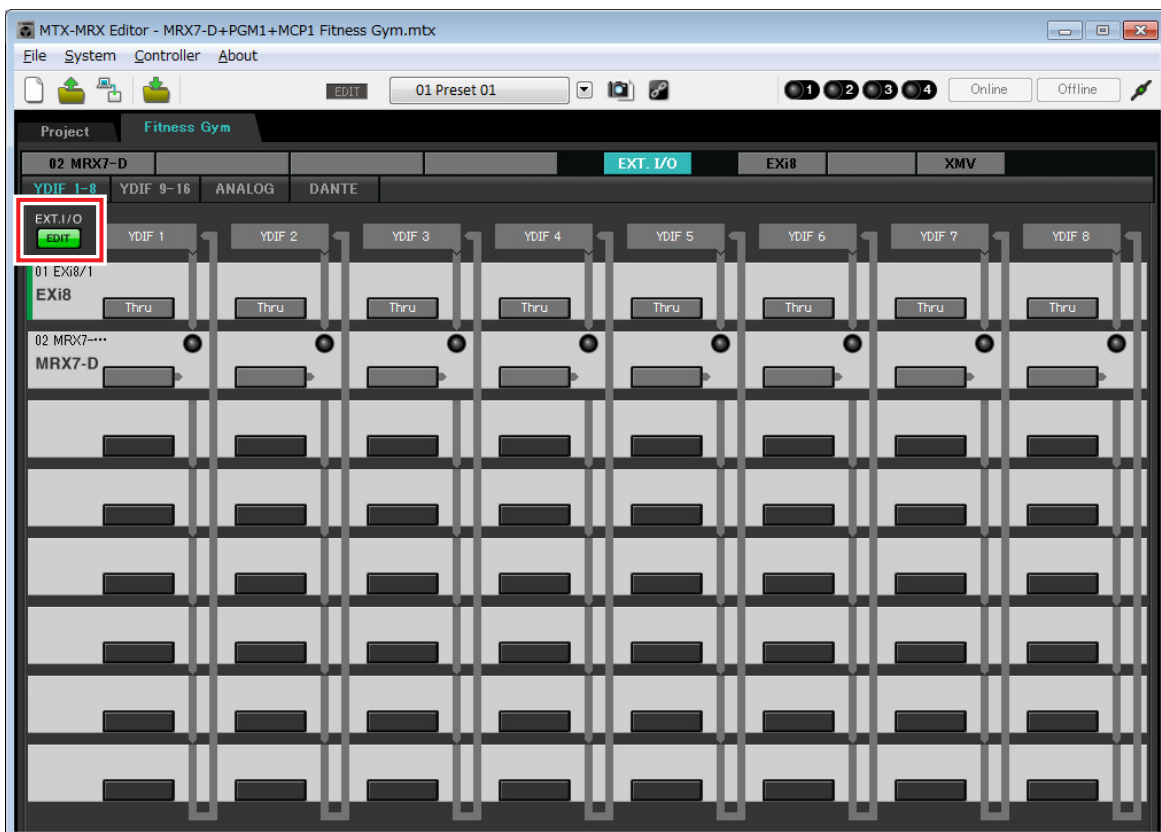 MTX-MRX Editor - MRX7-D+PGM1+MCP1 Fitness Gym.mtx
File System Controller About
EDIT 01 Preset 01 1 2 3 4 Online Offline
Project Fitness Gym
02 MRX7-D EXT. I/O EXi8 XMV
YDIF 1-8 YDIF 9-16 ANALOG DANTE
EXT.I/O
EDIT YDIF 1 YDIF 2 YDIF 3 YDIF 4 YDIF 5 YDIF 6 YDIF 7 YDIF 8
01 EXi8/1
EXi8
Thru Thru Thru Thru Thru Thru Thru Thru
02 MRX7-···
MRX7-D